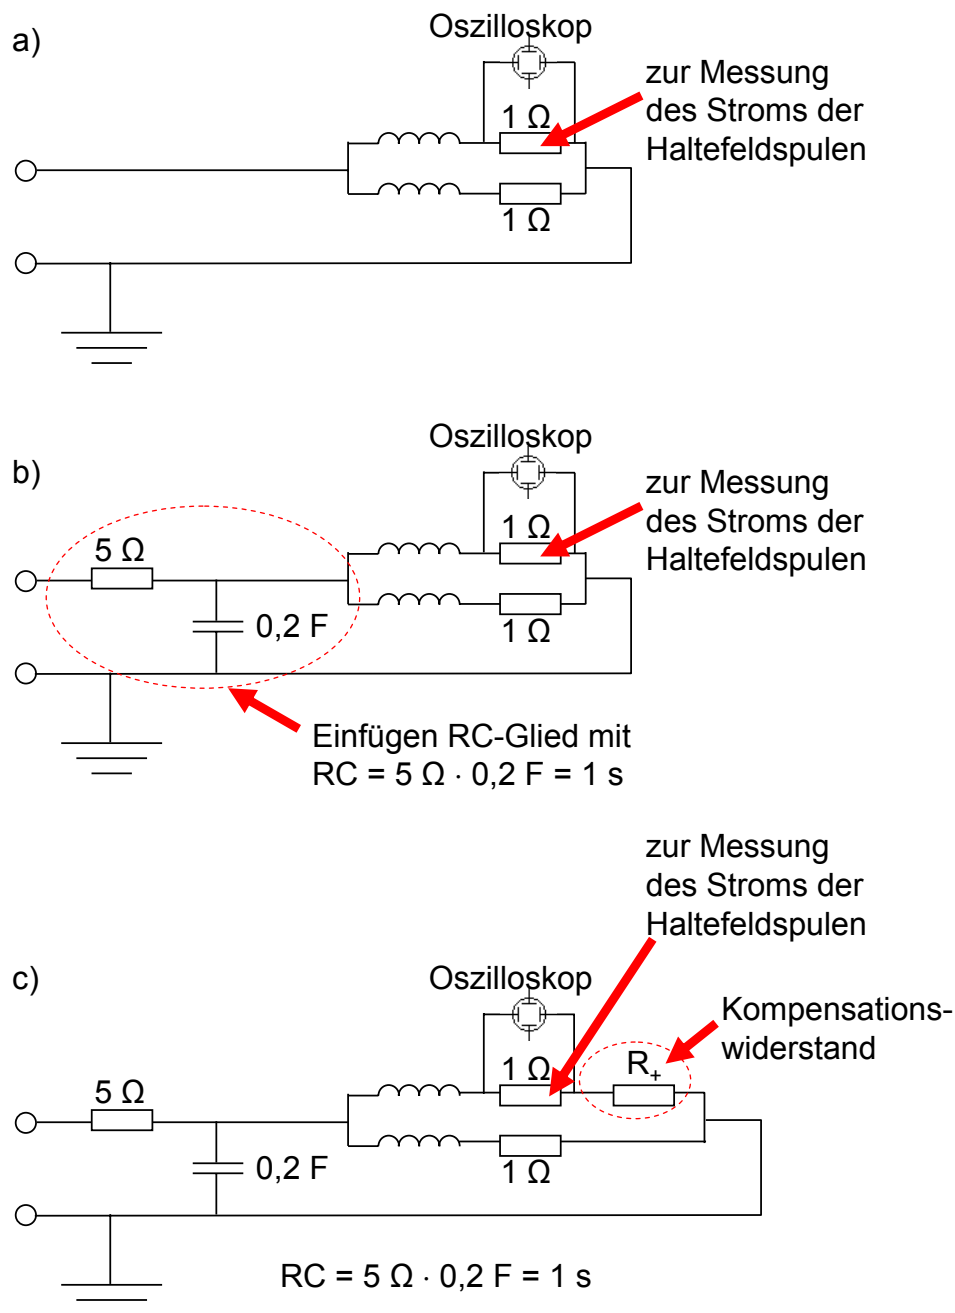 a)
Oszilloskop
zur Messung
des Stroms der
Haltefeldspulen
1 Ω
1 Ω
b)
Oszilloskop
zur Messung
des Stroms der
Haltefeldspulen
1 Ω
5 Ω
0,2 F
1 Ω
Einfügen RC-Glied mit
RC = 5 Ω · 0,2 F = 1 s
zur Messung
des Stroms der
Haltefeldspulen
c)
Oszilloskop
Kompensations-
widerstand
1 Ω
R+
5 Ω
0,2 F
1 Ω
RC = 5 Ω · 0,2 F = 1 s